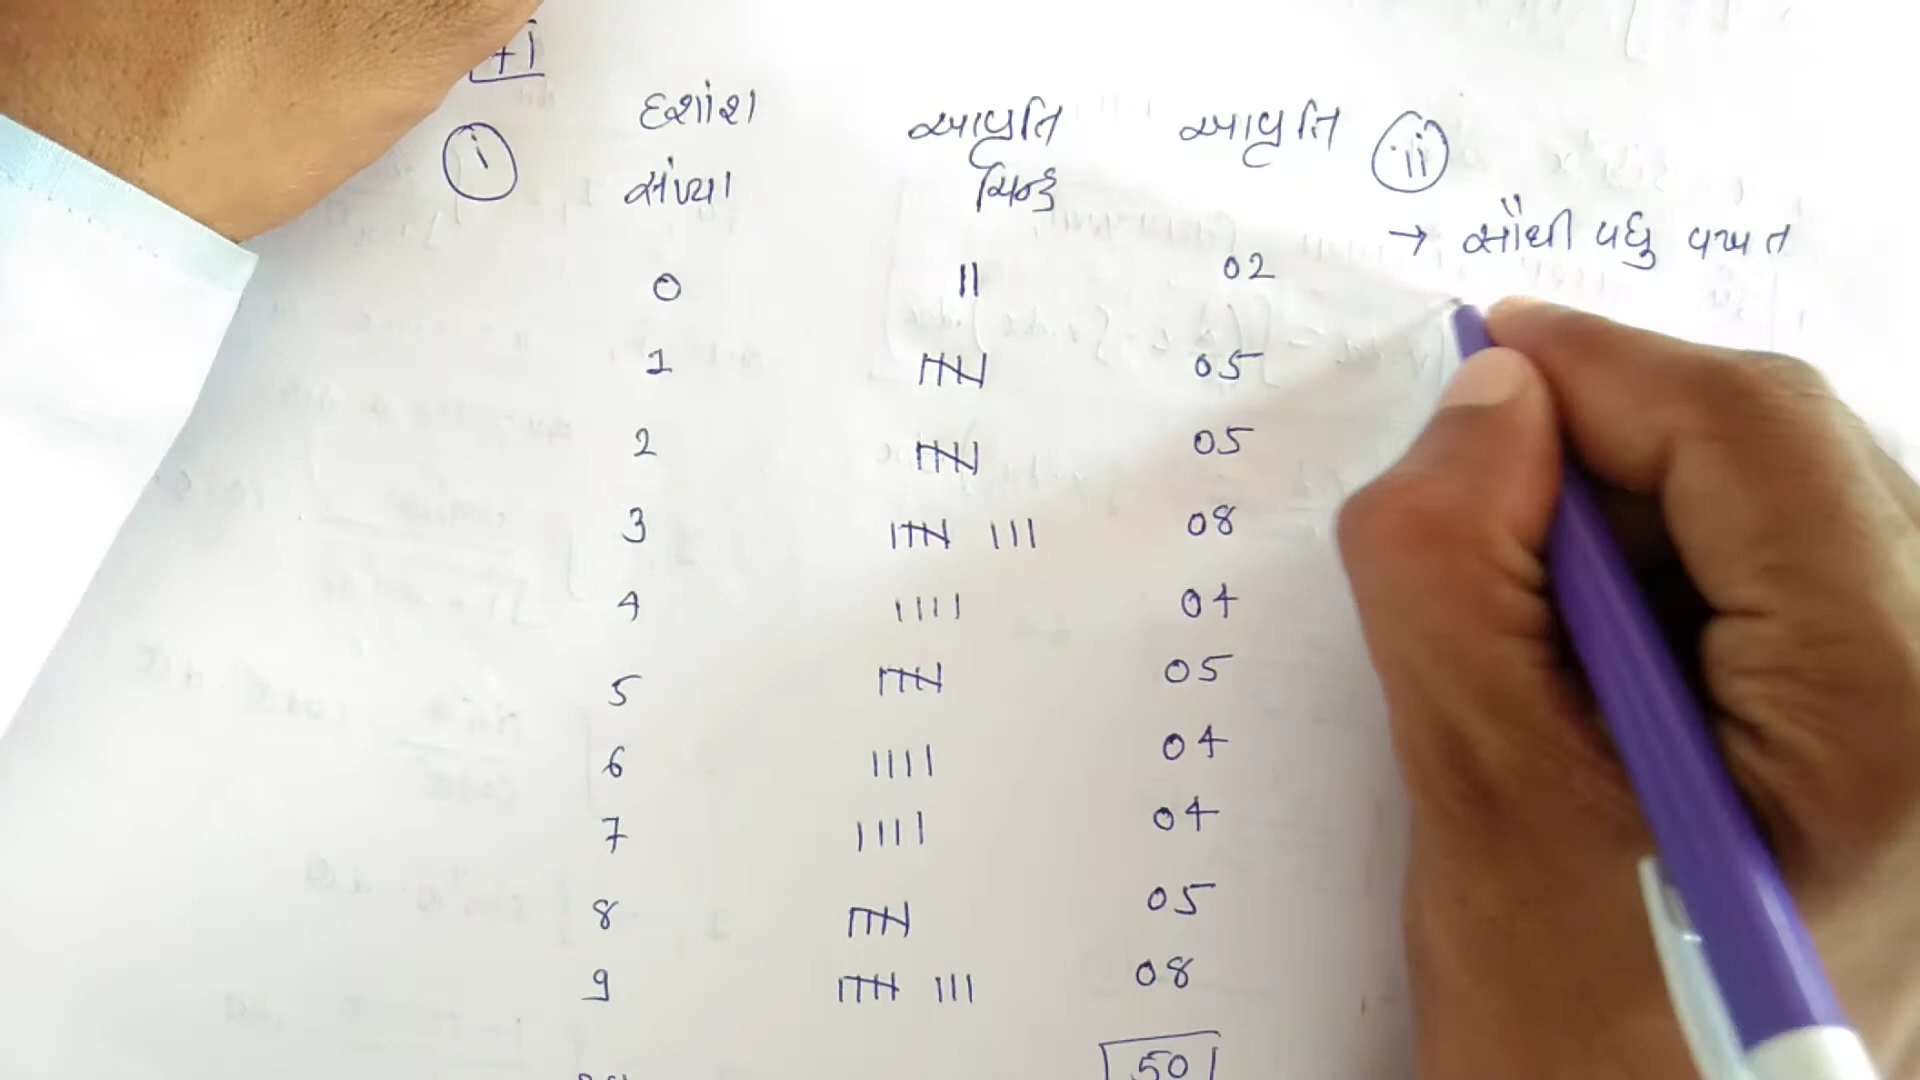 i
દશાંશ આવૃતિ આવૃતિ ii
સંખ્યા ચિન્હ
→ સૌથી વધુ વખત
0 || 02
1 𝍸 05
2 𝍸 05
3 𝍸 ||| 08
4 |||| 04
5 𝍸 05
6 |||| 04
7 |||| 04
8 𝍸 05
9 𝍸 ||| 08
50